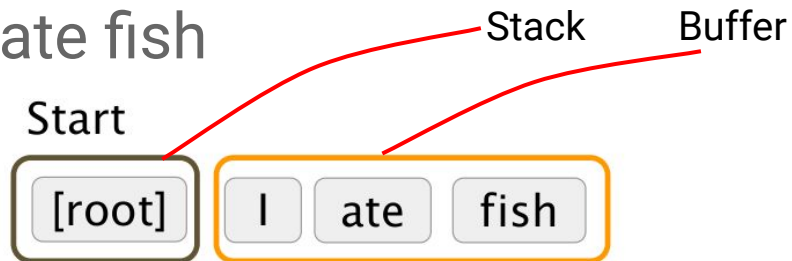 ate fish
Stack Buffer
Start
[root] I ate fish